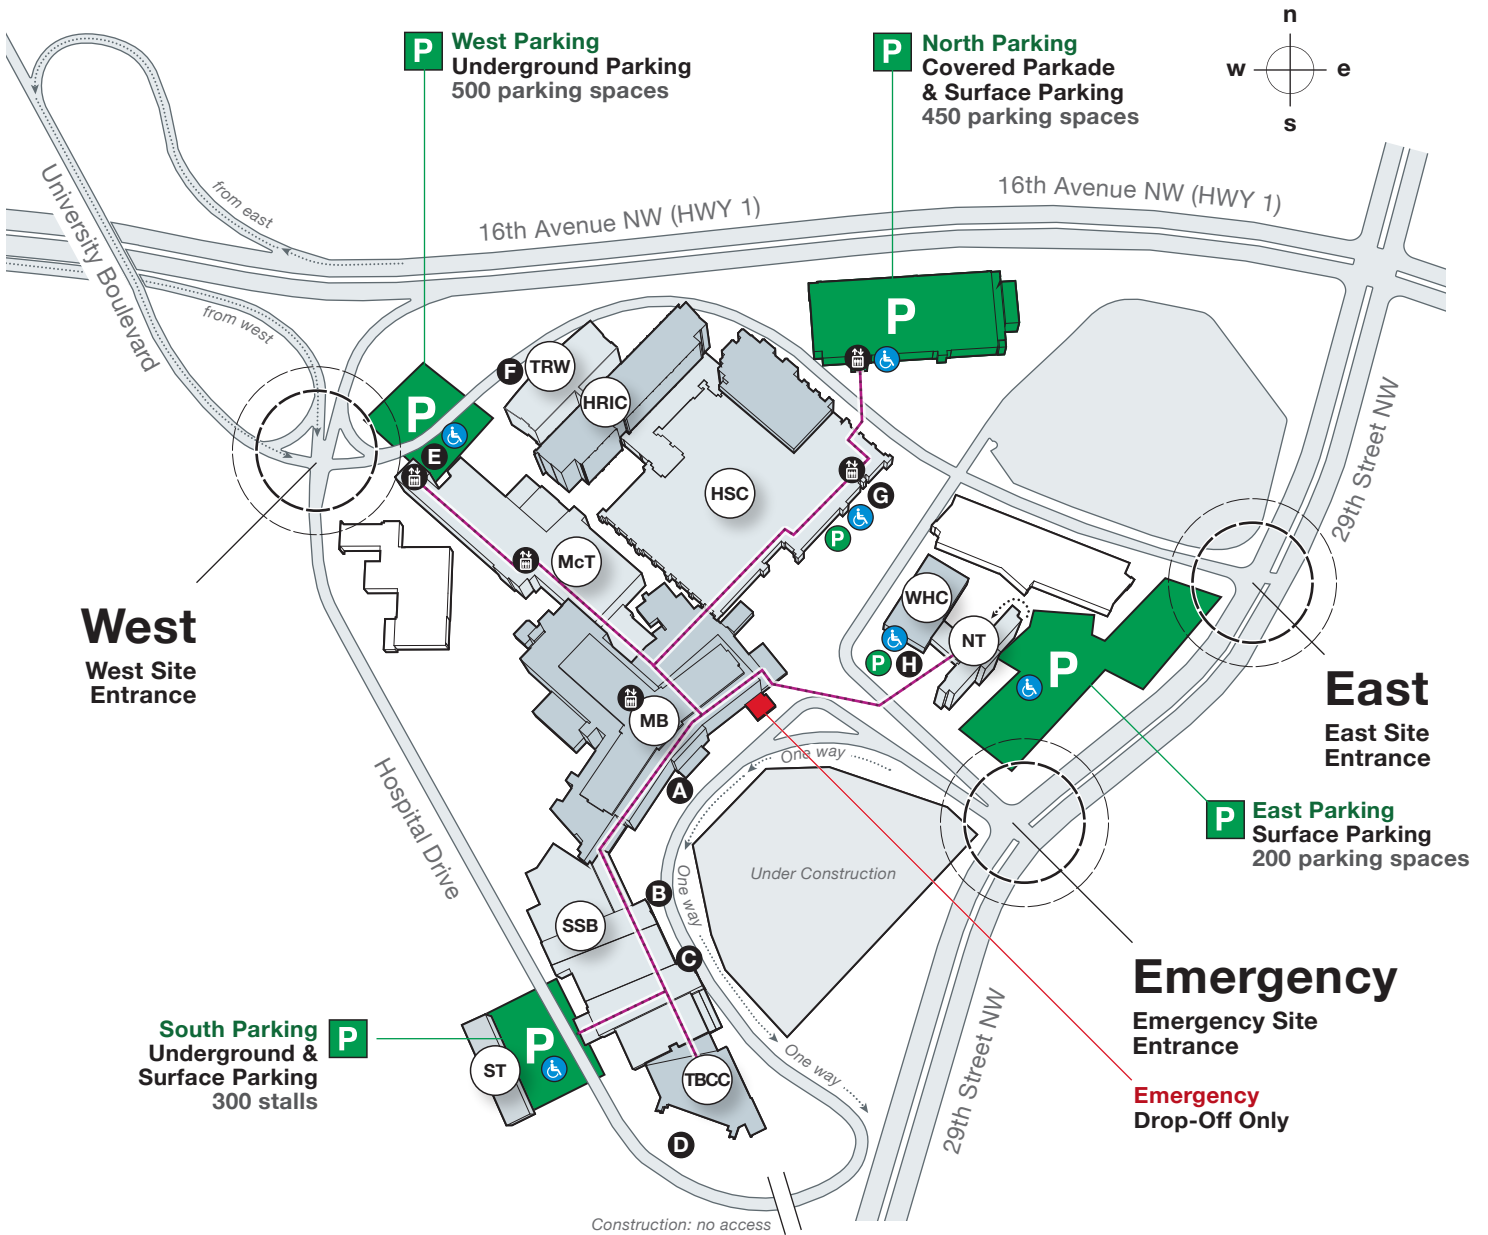 n
w e
s
P
West Parking
Underground Parking
500 parking spaces
P
North Parking
Covered Parkade
& Surface Parking
450 parking spaces
16th Avenue NW (HWY 1)
16th Avenue NW (HWY 1)
University Boulevard
from east
from west
29th Street NW
P
P
F
TRW
HRIC
E
HSC
G
P
McT
WHC
NT
P
H
P
MB
A
West
West Site
Entrance
East
East Site
Entrance
P
East Parking
Surface Parking
200 parking spaces
One way
Hospital Drive
Under Construction
B
One way
SSB
C
Emergency
Emergency Site
Entrance
Emergency
Drop-Off Only
29th Street NW
South Parking
Underground &
Surface Parking
300 stalls
P
P
ST
TBCC
One way
D
Construction: no access